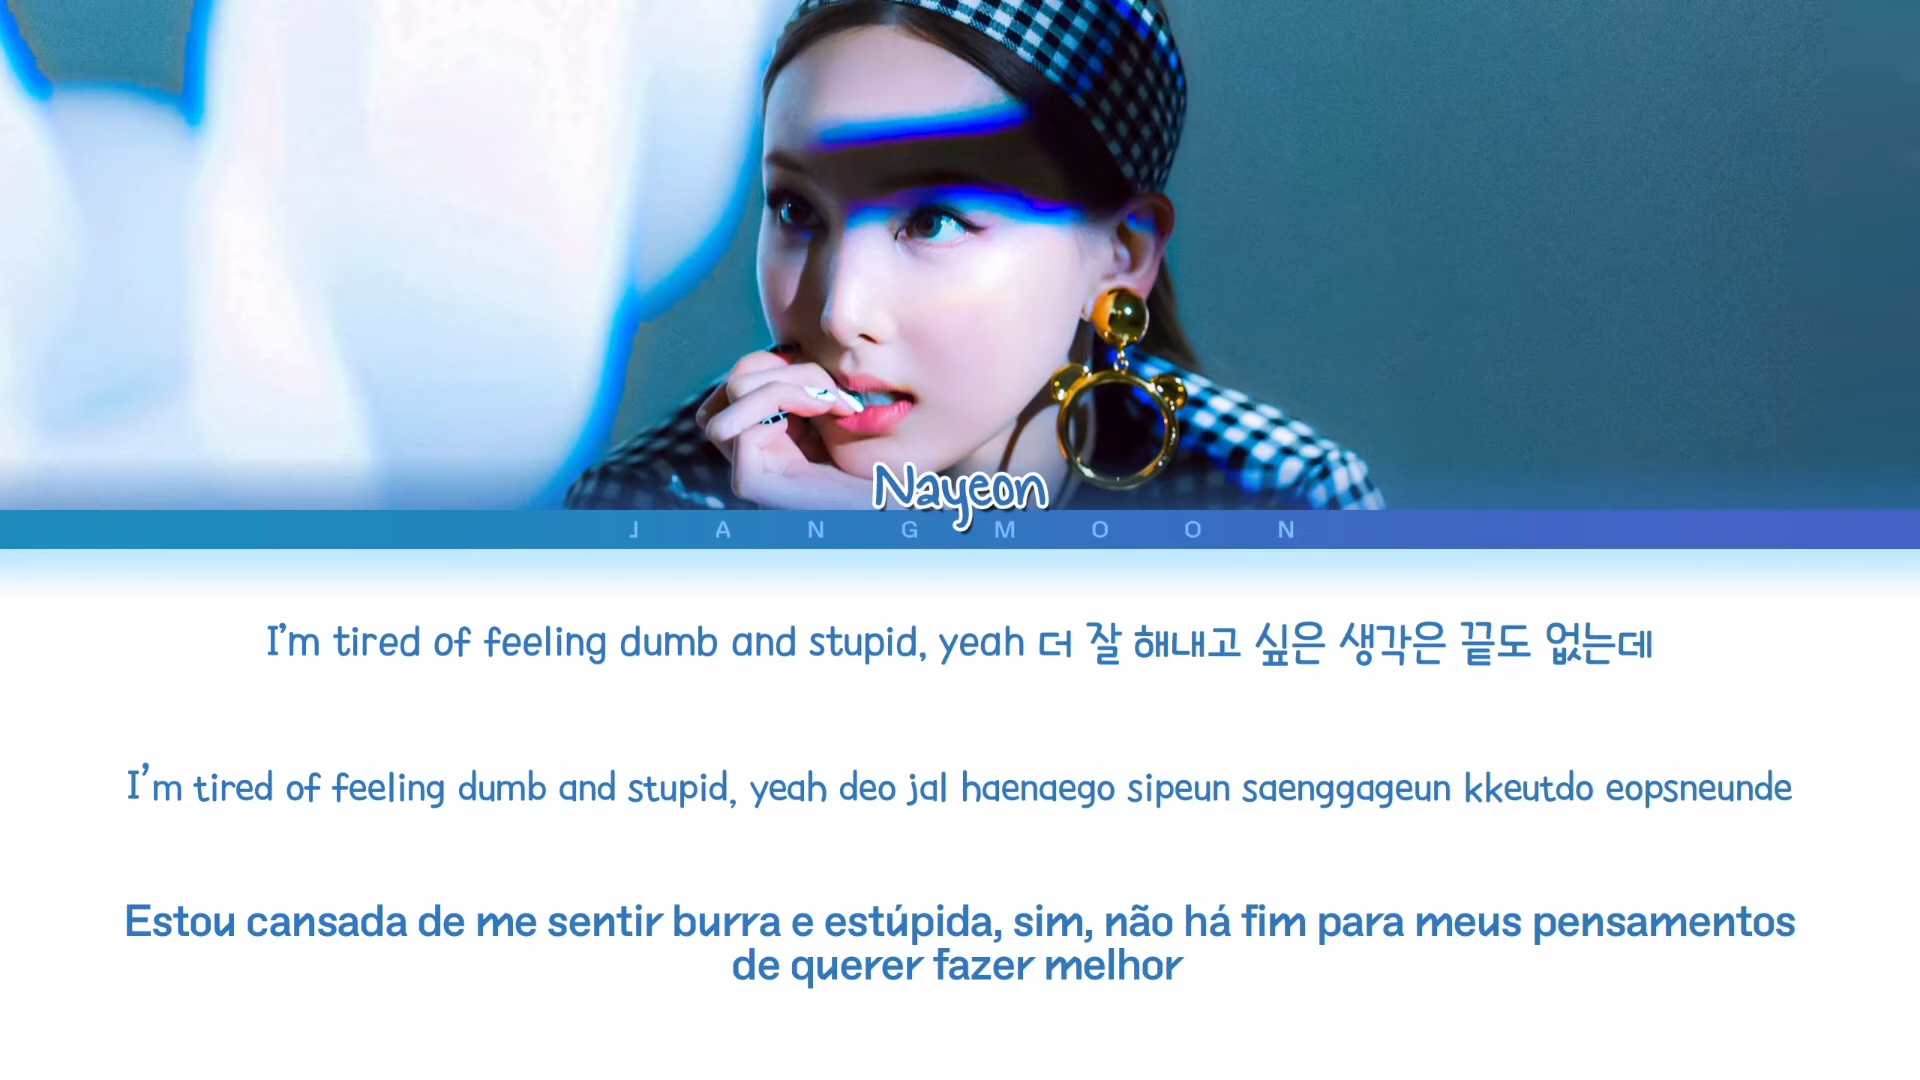 Nayeon
JANGMOON
I'm tired of feeling dumb and stupid, yeah 더 잘 해내고 싶은 생각은 끝도 없는데
I'm tired of feeling dumb and stupid, yeah deo jal haenaego sipeun saenggageun kkeutdo eopsneunde
Estou cansada de me sentir burra e estúpida, sim, não há fim para meus pensamentos
de querer fazer melhor